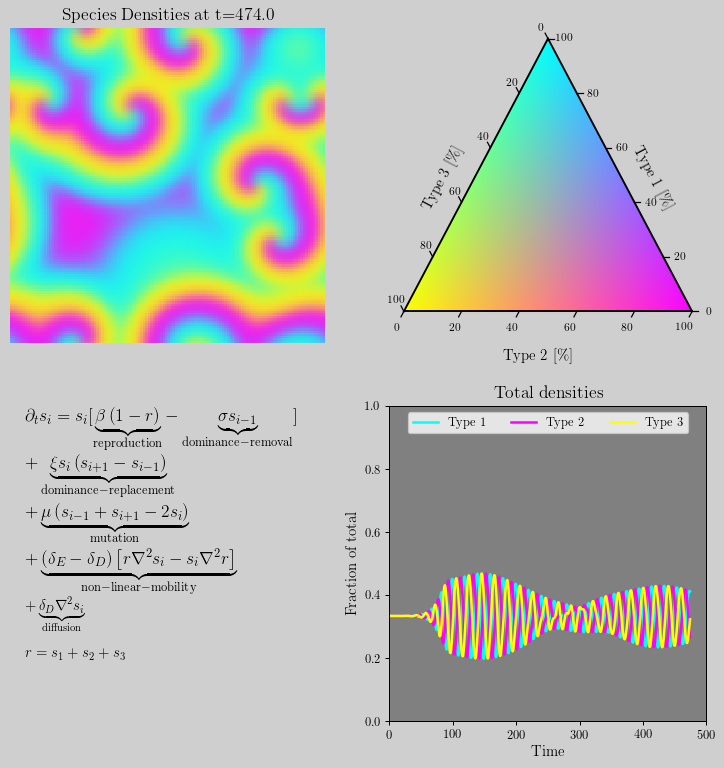 Species Densities at t=474.0
0
100
20
80
40
60
Type 3 [%]
Type 1 [%]
60
40
80
20
100
0
0
20
40
60
80
100
Type 2 [%]
∂ₜsᵢ = sᵢ[ β (1 − r) − σsᵢ₋₁ ]
reproduction dominance−removal
+ ξsᵢ (sᵢ₊₁ − sᵢ₋₁)
dominance−replacement
+ μ (sᵢ₋₁ + sᵢ₊₁ − 2sᵢ)
mutation
+ (δ_E − δ_D) [r∇²sᵢ − sᵢ∇²r]
non−linear−mobility
+ δ_D∇²sᵢ
diffusion
r = s₁ + s₂ + s₃
Total densities
Type 1 Type 2 Type 3
Fraction of total
1.0
0.8
0.6
0.4
0.2
0.0
0 100 200 300 400 500
Time